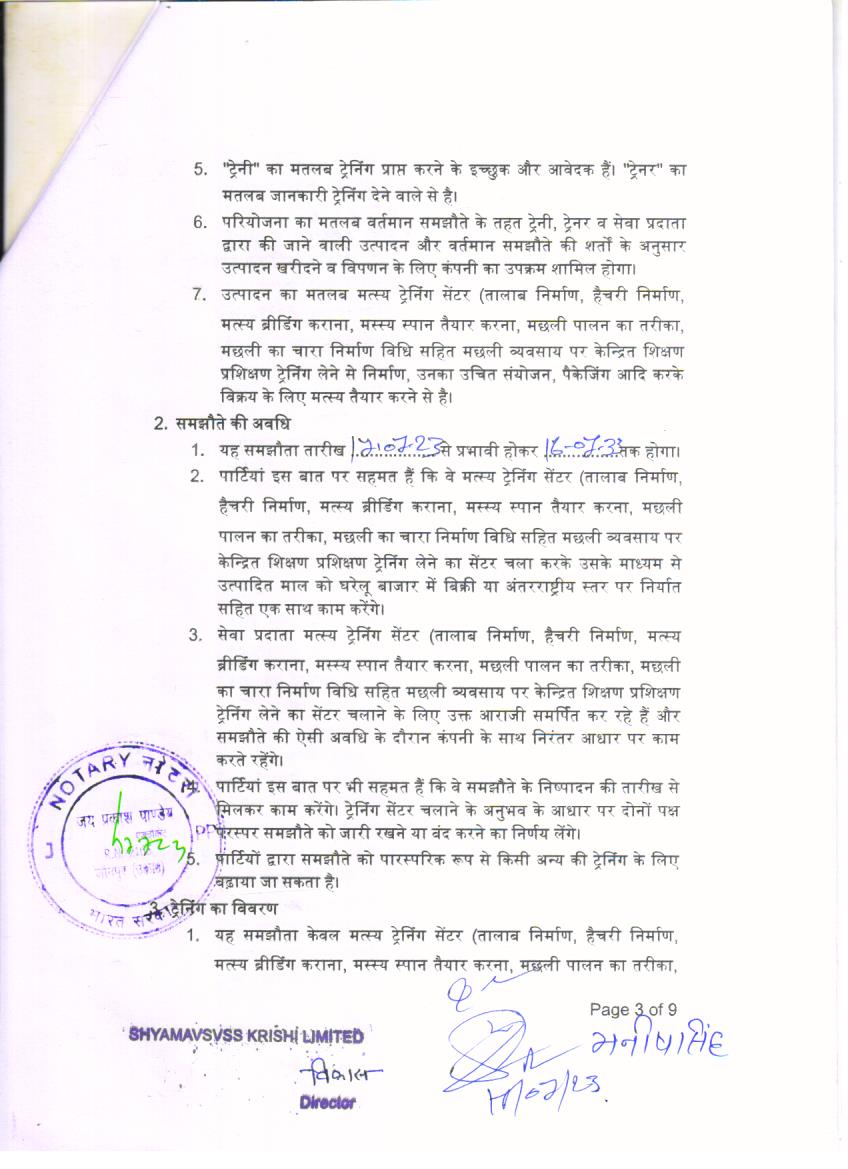 5. "ट्रेनी" का मतलब ट्रेनिंग प्राप्त करने के इच्छुक और आवेदक हैं। "ट्रेनर" का
मतलब जानकारी ट्रेनिंग देने वाले से है।
6. परियोजना का मतलब वर्तमान समझौते के तहत ट्रेनी, ट्रेनर व सेवा प्रदाता
द्वारा की जाने वाली उत्पादन और वर्तमान समझौते की शर्तों के अनुसार
उत्पादन खरीदने व विपणन के लिए कंपनी का उपक्रम शामिल होगा।
7. उत्पादन का मतलब मत्स्य ट्रेनिंग सेंटर (तालाब निर्माण, हैचरी निर्माण,
मत्स्य ब्रीडिंग कराना, मस्स्य स्पान तैयार करना, मछली पालन का तरीका,
मछली का चारा निर्माण विधि सहित मछली व्यवसाय पर केन्द्रित शिक्षण
प्रशिक्षण ट्रेनिंग लेने से निर्माण, उनका उचित संयोजन, पैकेजिंग आदि करके
विक्रय के लिए मत्स्य तैयार करने से है।
2. समझौते की अवधि
1. यह समझौता तारीख 17-07-23 से प्रभावी होकर 16-07-33 तक होगा।
2. पार्टियां इस बात पर सहमत हैं कि वे मत्स्य ट्रेनिंग सेंटर (तालाब निर्माण,
हैचरी निर्माण, मत्स्य ब्रीडिंग कराना, मस्स्य स्पान तैयार करना, मछली
पालन का तरीका, मछली का चारा निर्माण विधि सहित मछली व्यवसाय पर
केन्द्रित शिक्षण प्रशिक्षण ट्रेनिंग लेने का सेंटर चला करके उसके माध्यम से
उत्पादित माल को घरेलू बाजार में बिक्री या अंतरराष्ट्रीय स्तर पर निर्यात
सहित एक साथ काम करेंगे।
3. सेवा प्रदाता मत्स्य ट्रेनिंग सेंटर (तालाब निर्माण, हैचरी निर्माण, मत्स्य
ब्रीडिंग कराना, मस्स्य स्पान तैयार करना, मछली पालन का तरीका, मछली
का चारा निर्माण विधि सहित मछली व्यवसाय पर केन्द्रित शिक्षण प्रशिक्षण
ट्रेनिंग लेने का सेंटर चलाने के लिए उक्त आराजी समर्पित कर रहे हैं और
समझौते की ऐसी अवधि के दौरान कंपनी के साथ निरंतर आधार पर काम
करते रहेंगे।
4. पार्टियां इस बात पर भी सहमत हैं कि वे समझौते के निष्पादन की तारीख से
मिलकर काम करेंगे। ट्रेनिंग सेंटर चलाने के अनुभव के आधार पर दोनों पक्ष
परस्पर समझौते को जारी रखने या बंद करने का निर्णय लेंगे।
5. पार्टियों द्वारा समझौते को पारस्परिक रूप से किसी अन्य की ट्रेनिंग के लिए
बढ़ाया जा सकता है।
NOTARY नोटरी
जय प्रकाश पाण्डेय
भारत सरकार
3. ट्रैनिंग का विवरण
1. यह समझौता केवल मत्स्य ट्रेनिंग सेंटर (तालाब निर्माण, हैचरी निर्माण,
मत्स्य ब्रीडिंग कराना, मस्स्य स्पान तैयार करना, मछली पालन का तरीका,
Page 3 of 9
SHYAMAVSVSS KRISHI LIMITED
विकास
Director
मनीषा सिंह